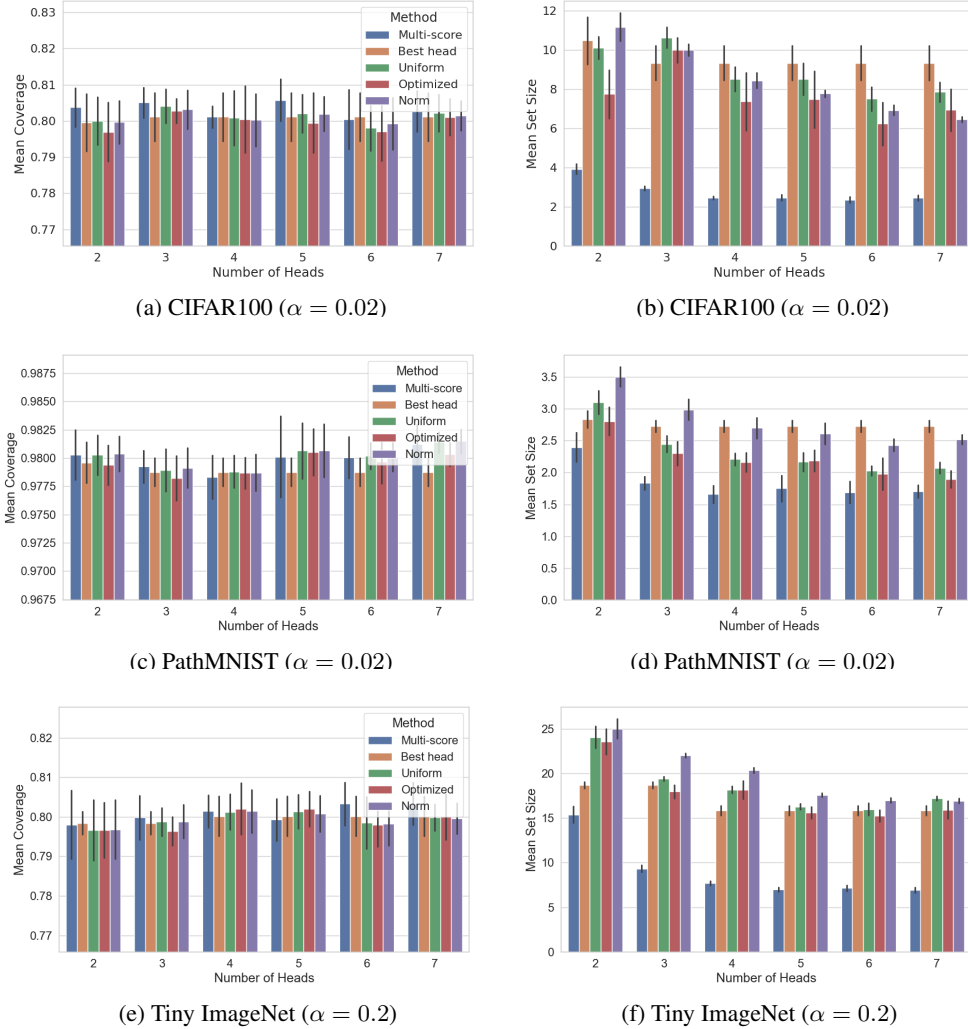 0.83
0.82
0.81
0.80
0.79
0.78
0.77
Mean Coverage
Method
Multi-score
Best head
Uniform
Optimized
Norm
2 3 4 5 6 7
Number of Heads
(a) CIFAR100 (α = 0.02)
12
10
8
6
4
2
0
Mean Set Size
2 3 4 5 6 7
Number of Heads
(b) CIFAR100 (α = 0.02)
0.9875
0.9850
0.9825
0.9800
0.9775
0.9750
0.9725
0.9700
0.9675
Mean Coverage
Method
Multi-score
Best head
Uniform
Optimized
Norm
2 3 4 5 6 7
Number of Heads
(c) PathMNIST (α = 0.02)
3.5
3.0
2.5
2.0
1.5
1.0
0.5
0.0
Mean Set Size
2 3 4 5 6 7
Number of Heads
(d) PathMNIST (α = 0.02)
0.82
0.81
0.80
0.79
0.78
0.77
Mean Coverage
Method
Multi-score
Best head
Uniform
Optimized
Norm
2 3 4 5 6 7
Number of Heads
(e) Tiny ImageNet (α = 0.2)
25
20
15
10
5
0
Mean Set Size
2 3 4 5 6 7
Number of Heads
(f) Tiny ImageNet (α = 0.2)